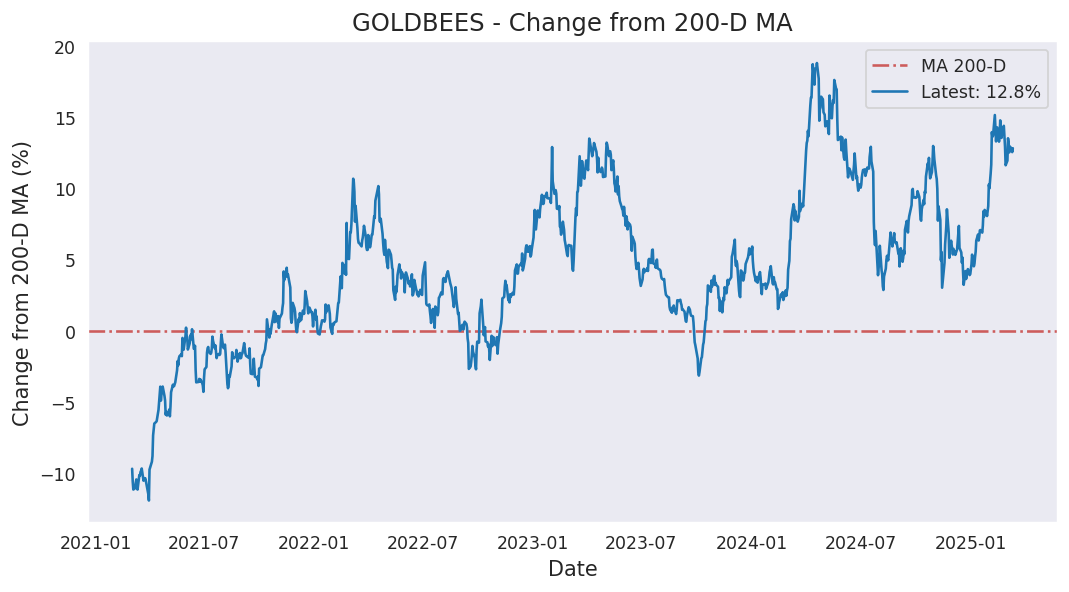 GOLDBEES - Change from 200-D MA
Change from 200-D MA (%)
20
15
10
5
0
−5
−10
MA 200-D
Latest: 12.8%
2021-01 2021-07 2022-01 2022-07 2023-01 2023-07 2024-01 2024-07 2025-01
Date